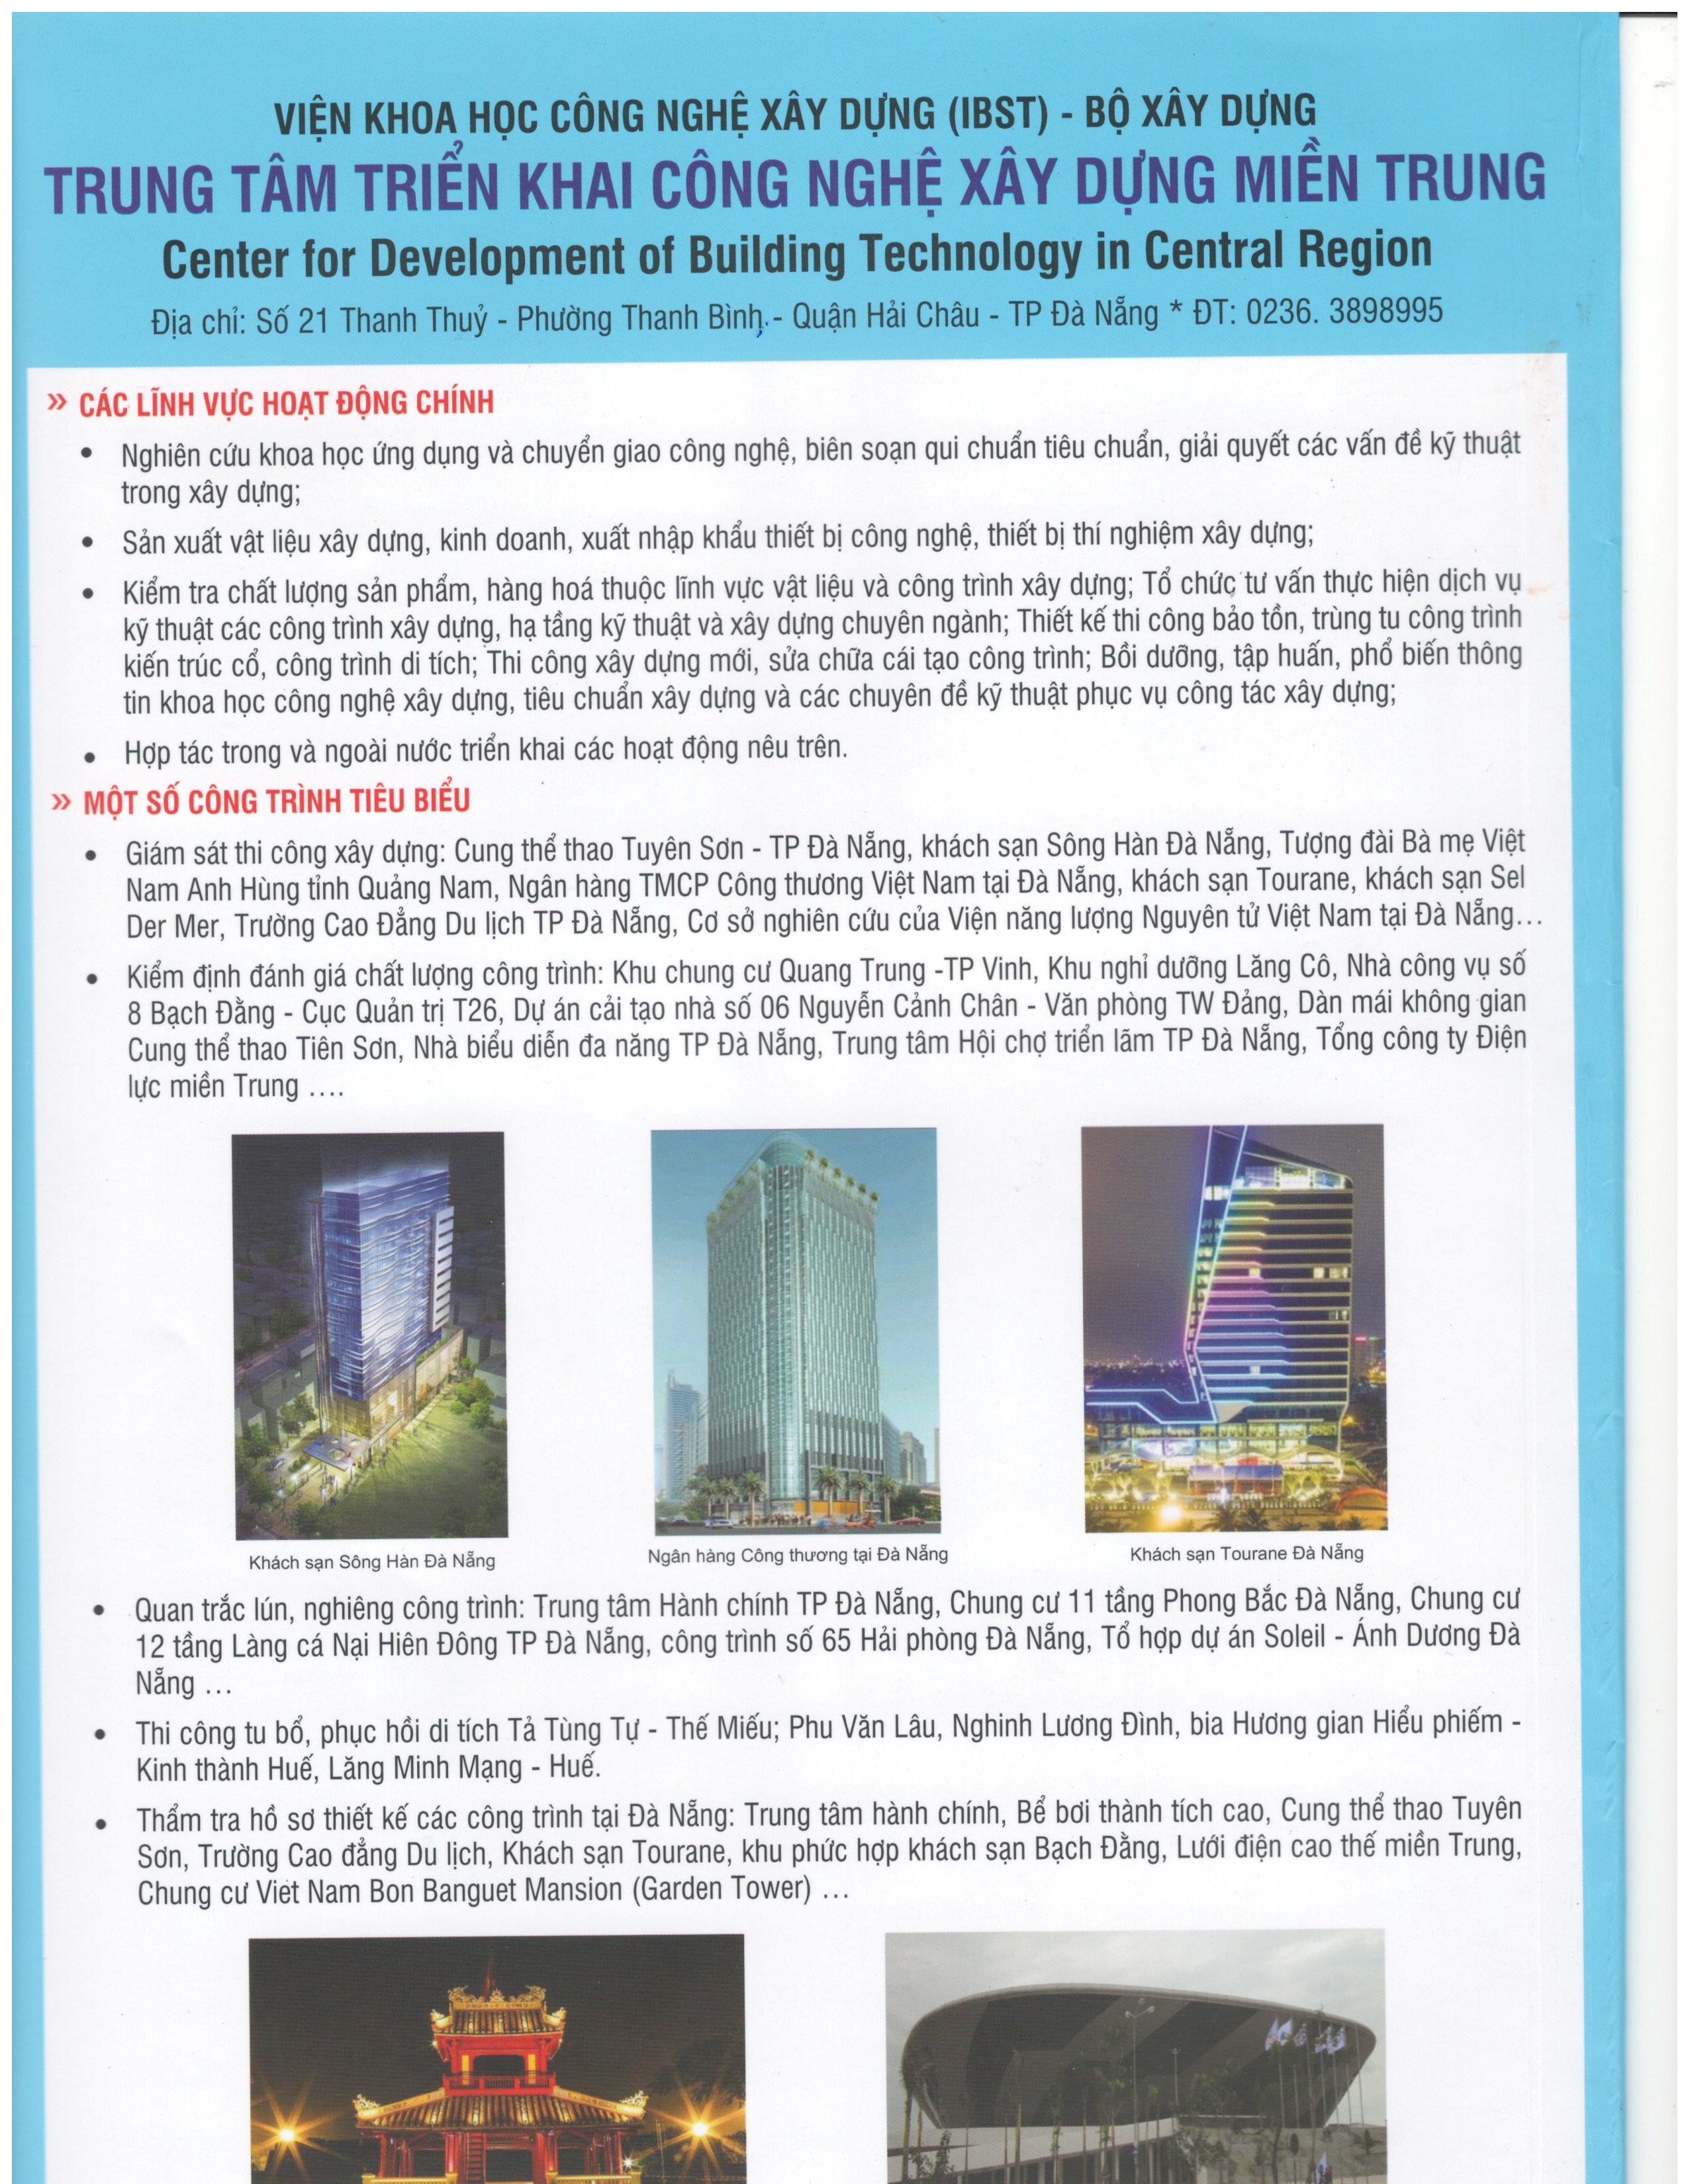 VIỆN KHOA HỌC CÔNG NGHỆ XÂY DỰNG (IBST) - BỘ XÂY DỰNG
TRUNG TÂM TRIỂN KHAI CÔNG NGHỆ XÂY DỰNG MIỀN TRUNG
Center for Development of Building Technology in Central Region
Địa chỉ: Số 21 Thanh Thuỷ - Phường Thanh Bình - Quận Hải Châu - TP Đà Nẵng * ĐT: 0236. 3898995
» CÁC LĨNH VỰC HOẠT ĐỘNG CHÍNH
• Nghiên cứu khoa học ứng dụng và chuyển giao công nghệ, biên soạn qui chuẩn tiêu chuẩn, giải quyết các vấn đề kỹ thuật
trong xây dựng;
• Sản xuất vật liệu xây dựng, kinh doanh, xuất nhập khẩu thiết bị công nghệ, thiết bị thí nghiệm xây dựng;
• Kiểm tra chất lượng sản phẩm, hàng hoá thuộc lĩnh vực vật liệu và công trình xây dựng; Tổ chức tư vấn thực hiện dịch vụ
kỹ thuật các công trình xây dựng, hạ tầng kỹ thuật và xây dựng chuyên ngành; Thiết kế thi công bảo tồn, trùng tu công trình
kiến trúc cổ, công trình di tích; Thi công xây dựng mới, sửa chữa cái tạo công trình; Bồi dưỡng, tập huấn, phổ biến thông
tin khoa học công nghệ xây dựng, tiêu chuẩn xây dựng và các chuyên đề kỹ thuật phục vụ công tác xây dựng;
• Hợp tác trong và ngoài nước triển khai các hoạt động nêu trên.
» MỘT SỐ CÔNG TRÌNH TIÊU BIỂU
• Giám sát thi công xây dựng: Cung thể thao Tuyên Sơn - TP Đà Nẵng, khách sạn Sông Hàn Đà Nẵng, Tượng đài Bà mẹ Việt
Nam Anh Hùng tỉnh Quảng Nam, Ngân hàng TMCP Công thương Việt Nam tại Đà Nẵng, khách sạn Tourane, khách sạn Sel
Der Mer, Trường Cao Đẳng Du lịch TP Đà Nẵng, Cơ sở nghiên cứu của Viện năng lượng Nguyên tử Việt Nam tại Đà Nẵng...
• Kiểm định đánh giá chất lượng công trình: Khu chung cư Quang Trung -TP Vinh, Khu nghỉ dưỡng Lăng Cô, Nhà công vụ số
8 Bạch Đằng - Cục Quản trị T26, Dự án cải tạo nhà số 06 Nguyễn Cảnh Chân - Văn phòng TW Đảng, Dàn mái không gian
Cung thể thao Tiên Sơn, Nhà biểu diễn đa năng TP Đà Nẵng, Trung tâm Hội chợ triển lãm TP Đà Nẵng, Tổng công ty Điện
lực miền Trung ....
Khách sạn Sông Hàn Đà Nẵng
Ngân hàng Công thương tại Đà Nẵng
Khách sạn Tourane Đà Nẵng
• Quan trắc lún, nghiêng công trình: Trung tâm Hành chính TP Đà Nẵng, Chung cư 11 tầng Phong Bắc Đà Nẵng, Chung cư
12 tầng Làng cá Nại Hiên Đông TP Đà Nẵng, công trình số 65 Hải phòng Đà Nẵng, Tổ hợp dự án Soleil - Ánh Dương Đà
Nẵng ...
• Thi công tu bổ, phục hồi di tích Tả Tùng Tự - Thế Miếu; Phu Văn Lâu, Nghinh Lương Đình, bia Hương gian Hiểu phiếm -
Kinh thành Huế, Lăng Minh Mạng - Huế.
• Thẩm tra hồ sơ thiết kế các công trình tại Đà Nẵng: Trung tâm hành chính, Bể bơi thành tích cao, Cung thể thao Tuyên
Sơn, Trường Cao đẳng Du lịch, Khách sạn Tourane, khu phức hợp khách sạn Bạch Đằng, Lưới điện cao thế miền Trung,
Chung cư Viet Nam Bon Banguet Mansion (Garden Tower) ...